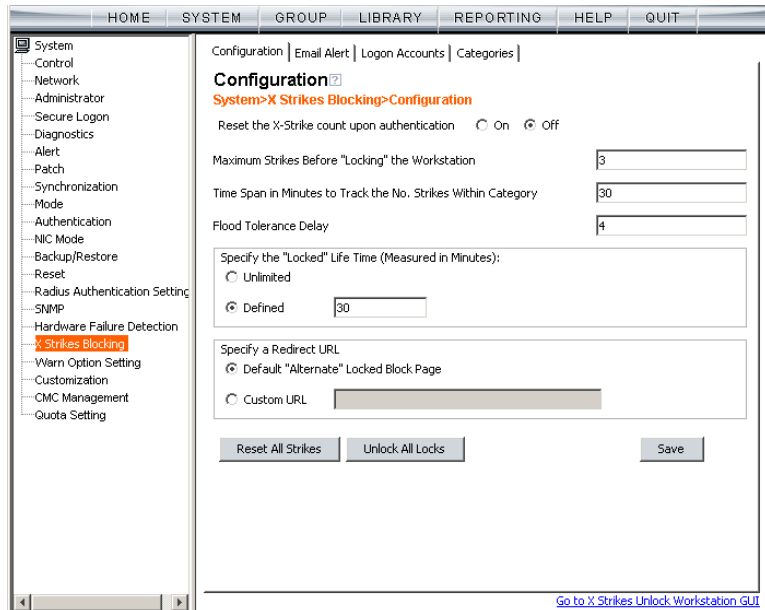 HOME SYSTEM GROUP LIBRARY REPORTING HELP QUIT
System
Control
Network
Administrator
Secure Logon
Diagnostics
Alert
Patch
Synchronization
Mode
Authentication
NIC Mode
Backup/Restore
Reset
Radius Authentication Setting
SNMP
Hardware Failure Detection
X Strikes Blocking
Warn Option Setting
Customization
CMC Management
Quota Setting
Configuration Email Alert Logon Accounts Categories
Configuration ?
System>X Strikes Blocking>Configuration
Reset the X-Strike count upon authentication On Off
Maximum Strikes Before "Locking" the Workstation 3
Time Span in Minutes to Track the No. Strikes Within Category 30
Flood Tolerance Delay 4
Specify the "Locked" Life Time (Measured in Minutes):
Unlimited
Defined 30
Specify a Redirect URL
Default "Alternate" Locked Block Page
Custom URL
Reset All Strikes Unlock All Locks Save
Go to X Strikes Unlock Workstation GUI